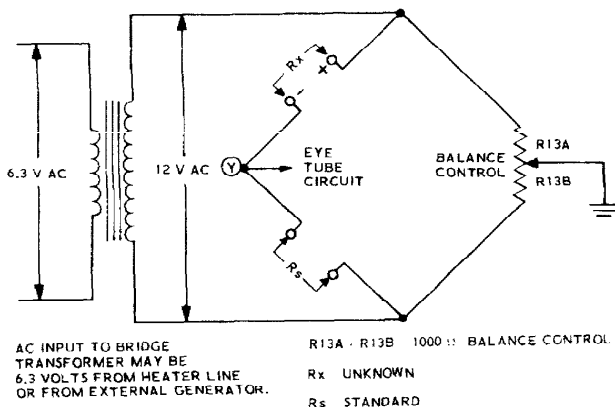 Rx
+
-
R13A
EYE
TUBE
CIRCUIT
BALANCE
CONTROL
R13B
6.3 V AC
12 V AC
Y
Rs
AC INPUT TO BRIDGE
TRANSFORMER MAY BE
6.3 VOLTS FROM HEATER LINE
OR FROM EXTERNAL GENERATOR.
R13A - R13B 1000 Ω BALANCE CONTROL
Rx UNKNOWN
Rs STANDARD